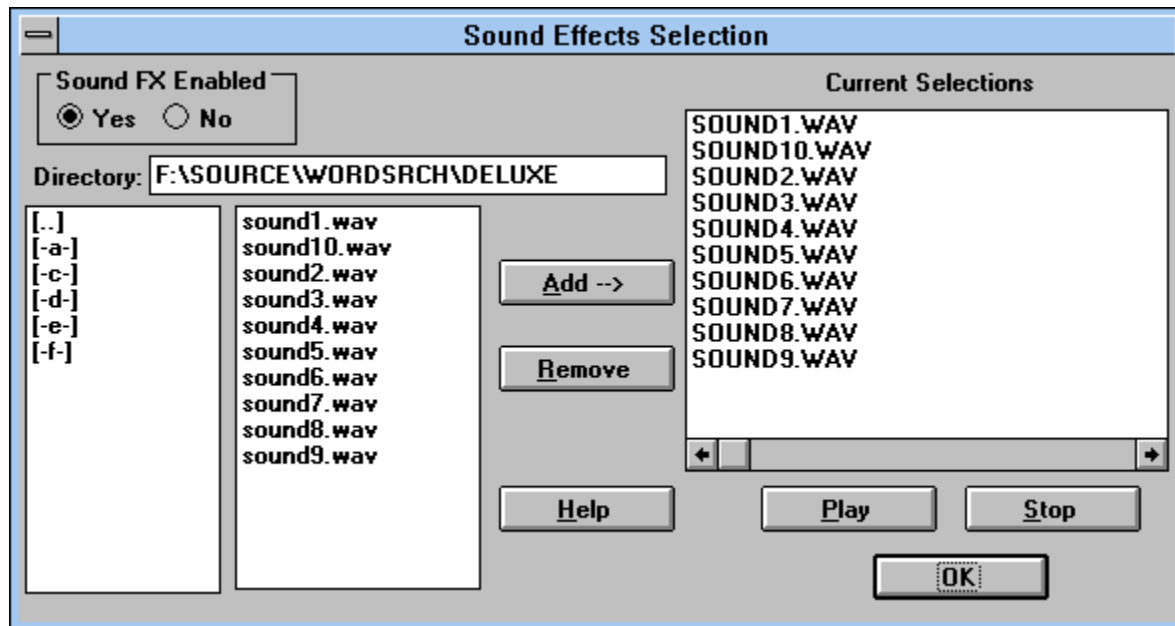 Sound Effects Selection
Sound FX Enabled
Yes No
Directory: F:\SOURCE\WORDSRCH\DELUXE
[..]
[-a-]
[-c-]
[-d-]
[-e-]
[-f-]
sound1.wav
sound10.wav
sound2.wav
sound3.wav
sound4.wav
sound5.wav
sound6.wav
sound7.wav
sound8.wav
sound9.wav
Add -->
Remove
Help
Current Selections
SOUND1.WAV
SOUND10.WAV
SOUND2.WAV
SOUND3.WAV
SOUND4.WAV
SOUND5.WAV
SOUND6.WAV
SOUND7.WAV
SOUND8.WAV
SOUND9.WAV
Play
Stop
OK